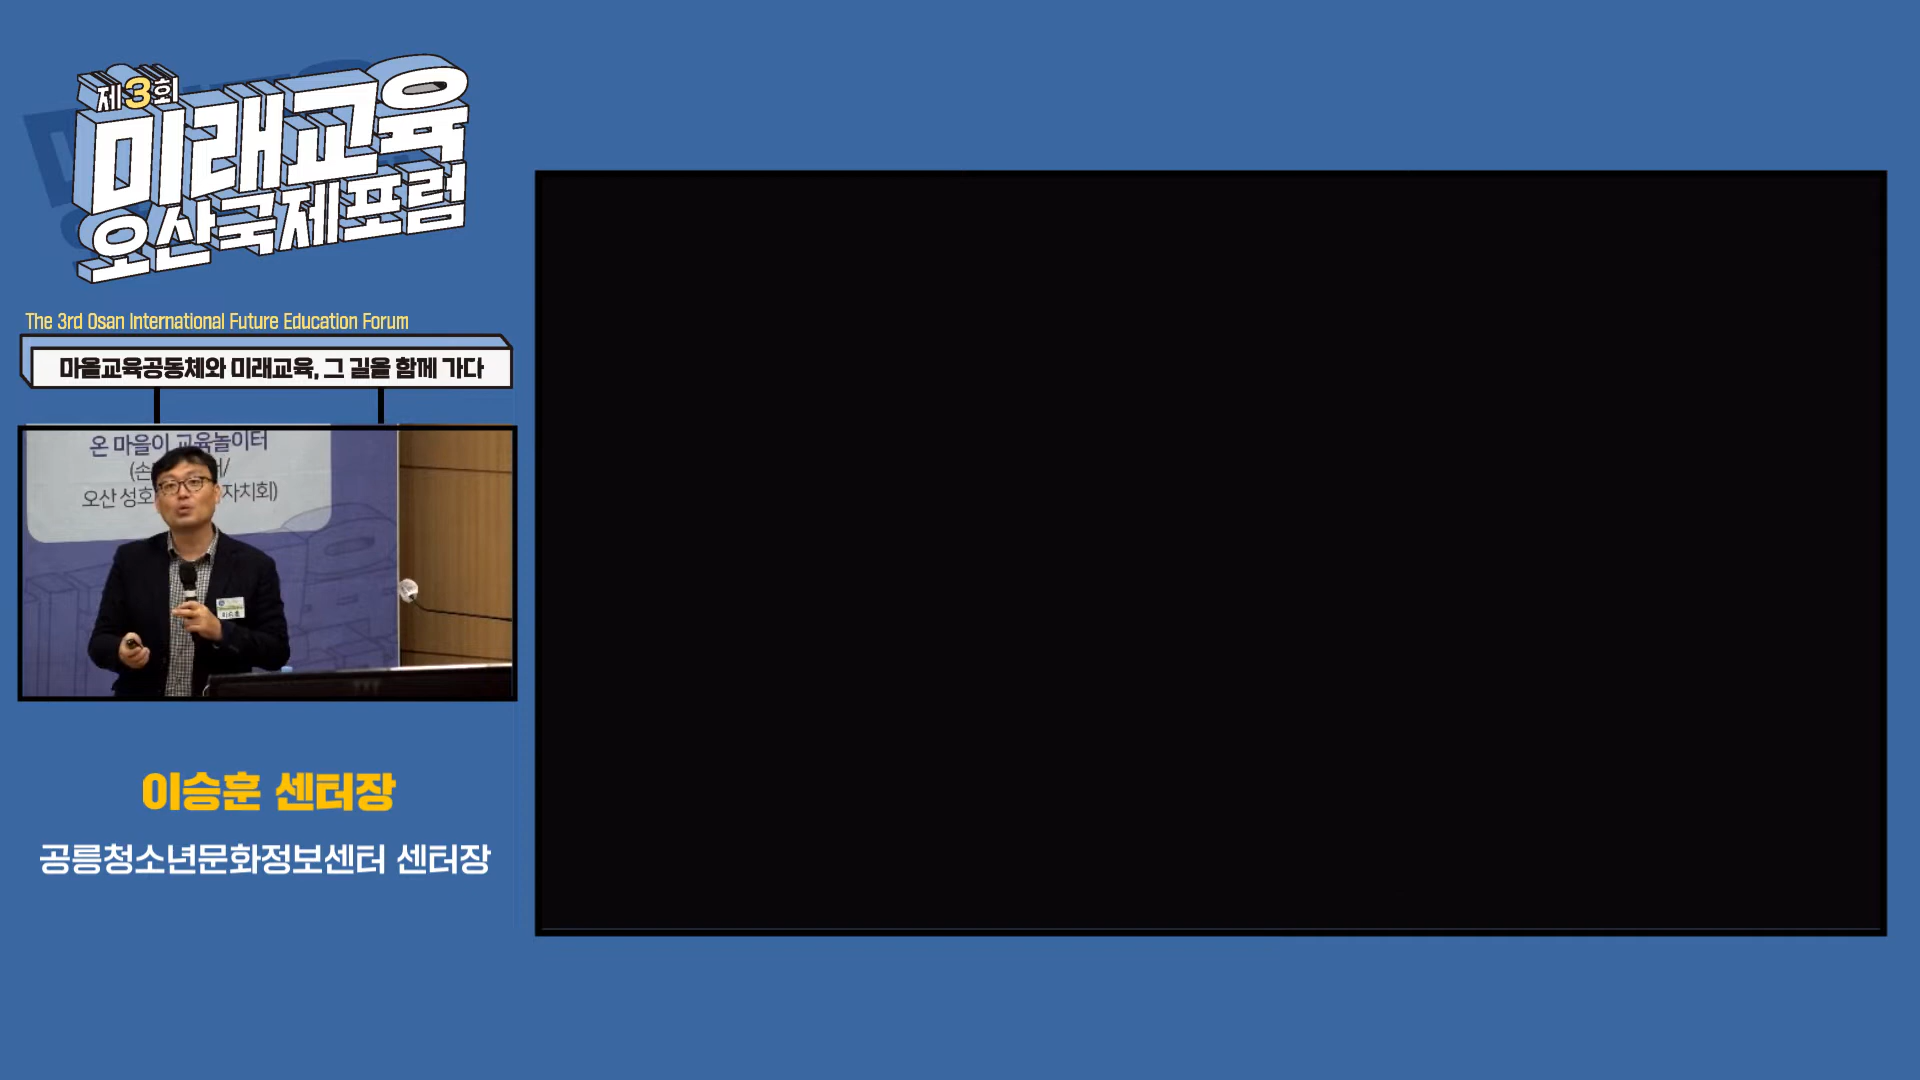 제3회
미래교육
오산국제포럼
The 3rd Osan International Future Education Forum
마을교육공동체와 미래교육, 그 길을 함께 가다
온 마을이 교육놀이터
(손
오산 성호 자치회)
이승훈 센터장
공릉청소년문화정보센터 센터장